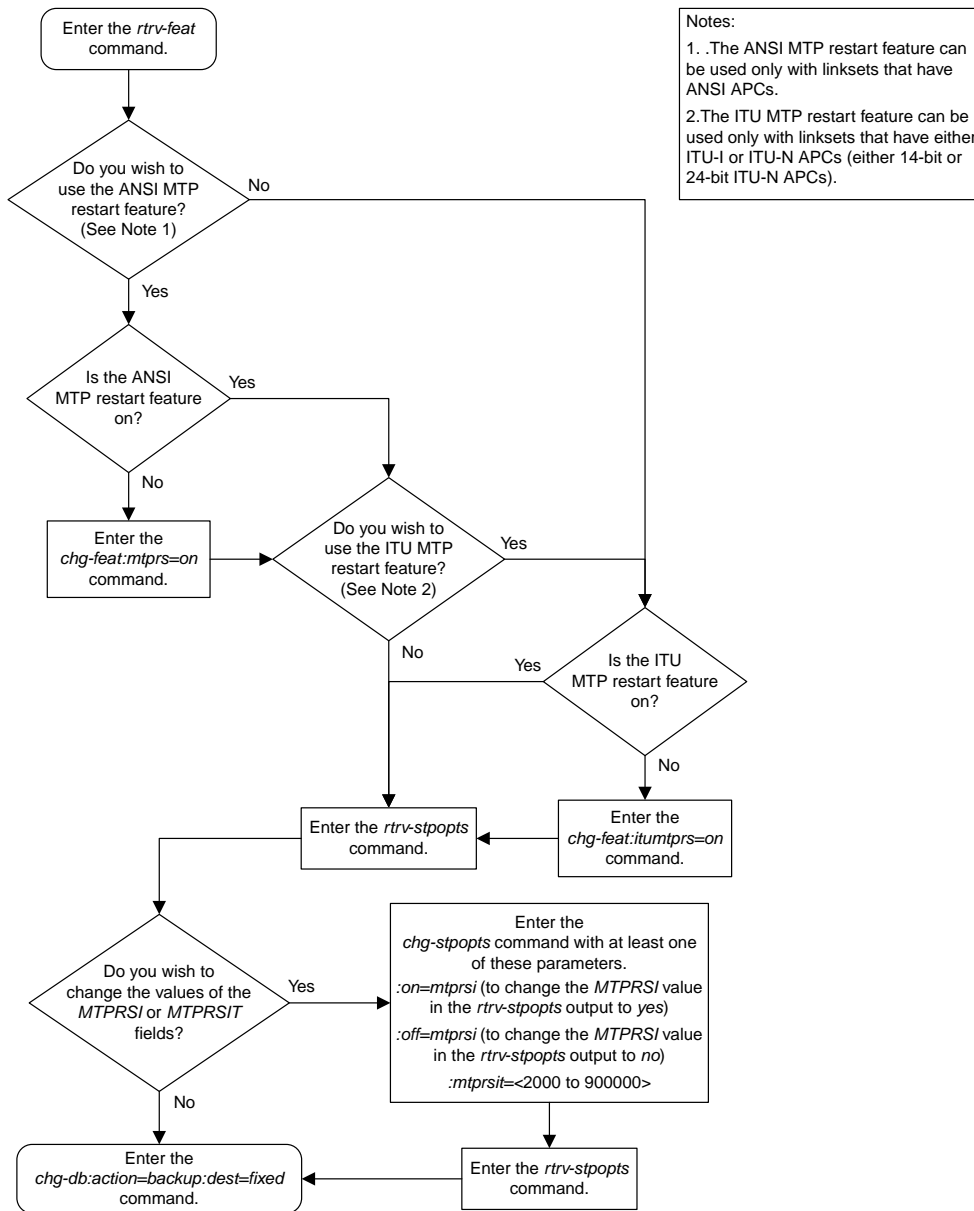 Enter the rtrv-feat
command.
Notes:
1. .The ANSI MTP restart feature can
be used only with linksets that have
ANSI APCs.
2.The ITU MTP restart feature can be
used only with linksets that have either
ITU-I or ITU-N APCs (either 14-bit or
24-bit ITU-N APCs).
Do you wish to
use the ANSI MTP
restart feature?
(See Note 1)
No
Yes
Is the ANSI
MTP restart feature
on?
Yes
No
Enter the
chg-feat:mtprs=on
command.
Do you wish to
use the ITU MTP
restart feature?
(See Note 2)
Yes
No
Is the ITU
MTP restart feature
on?
Yes
No
Enter the
chg-feat:itumtprs=on
command.
Enter the rtrv-stpopts
command.
Do you wish to
change the values of the
MTPRSI or MTPRSIT
fields?
Yes
No
Enter the
chg-stpopts command with at least one
of these parameters.
:on=mtprsi (to change the MTPRSI value
in the rtrv-stpopts output to yes)
:off=mtprsi (to change the MTPRSI value
in the rtrv-stpopts output to no)
:mtprsit=<2000 to 900000>
Enter the rtrv-stpopts
command.
Enter the
chg-db:action=backup:dest=fixed
command.